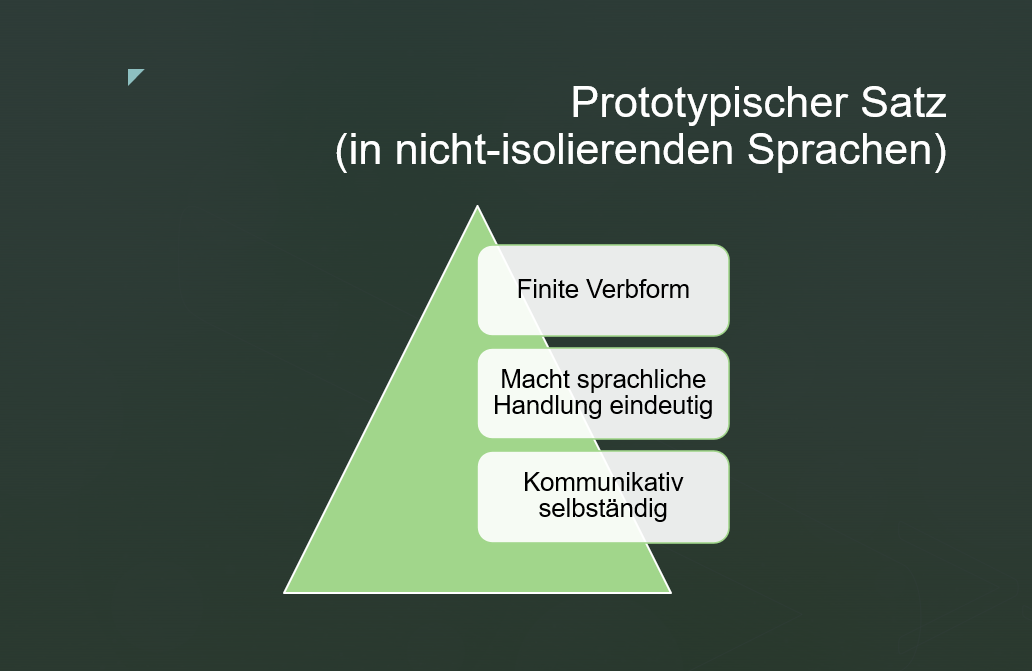 Prototypischer Satz
(in nicht-isolierenden Sprachen)
Finite Verbform
Macht sprachliche
Handlung eindeutig
Kommunikativ
selbständig